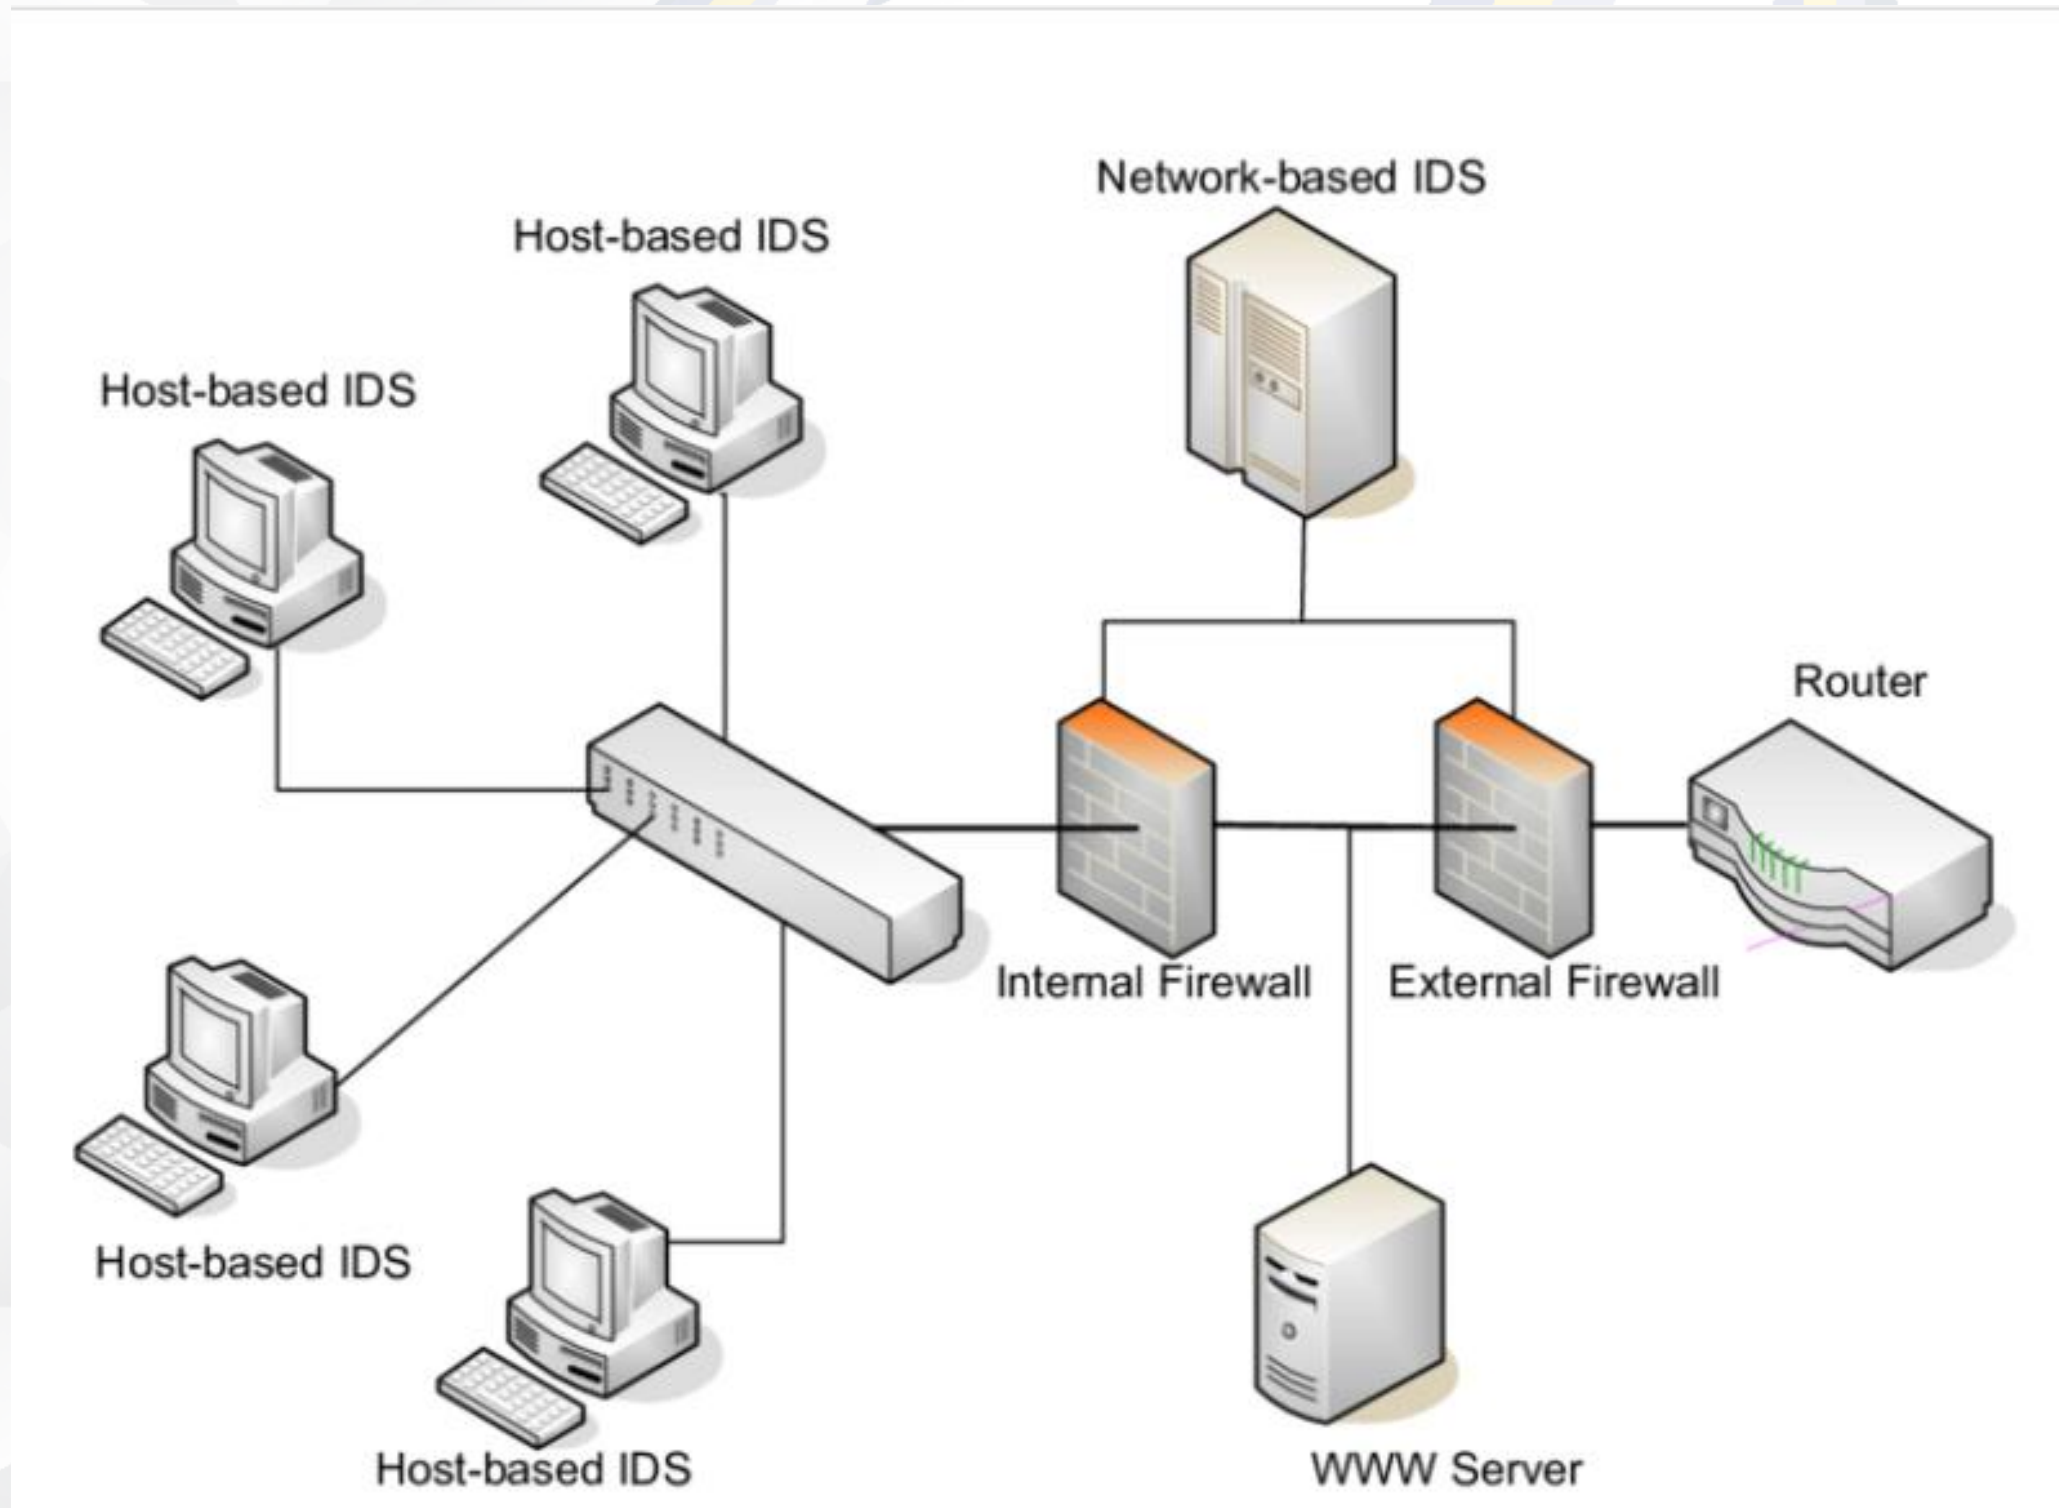 Network-based IDS
Host-based IDS
Host-based IDS
Router
Internal Firewall
External Firewall
Host-based IDS
Host-based IDS
WWW Server